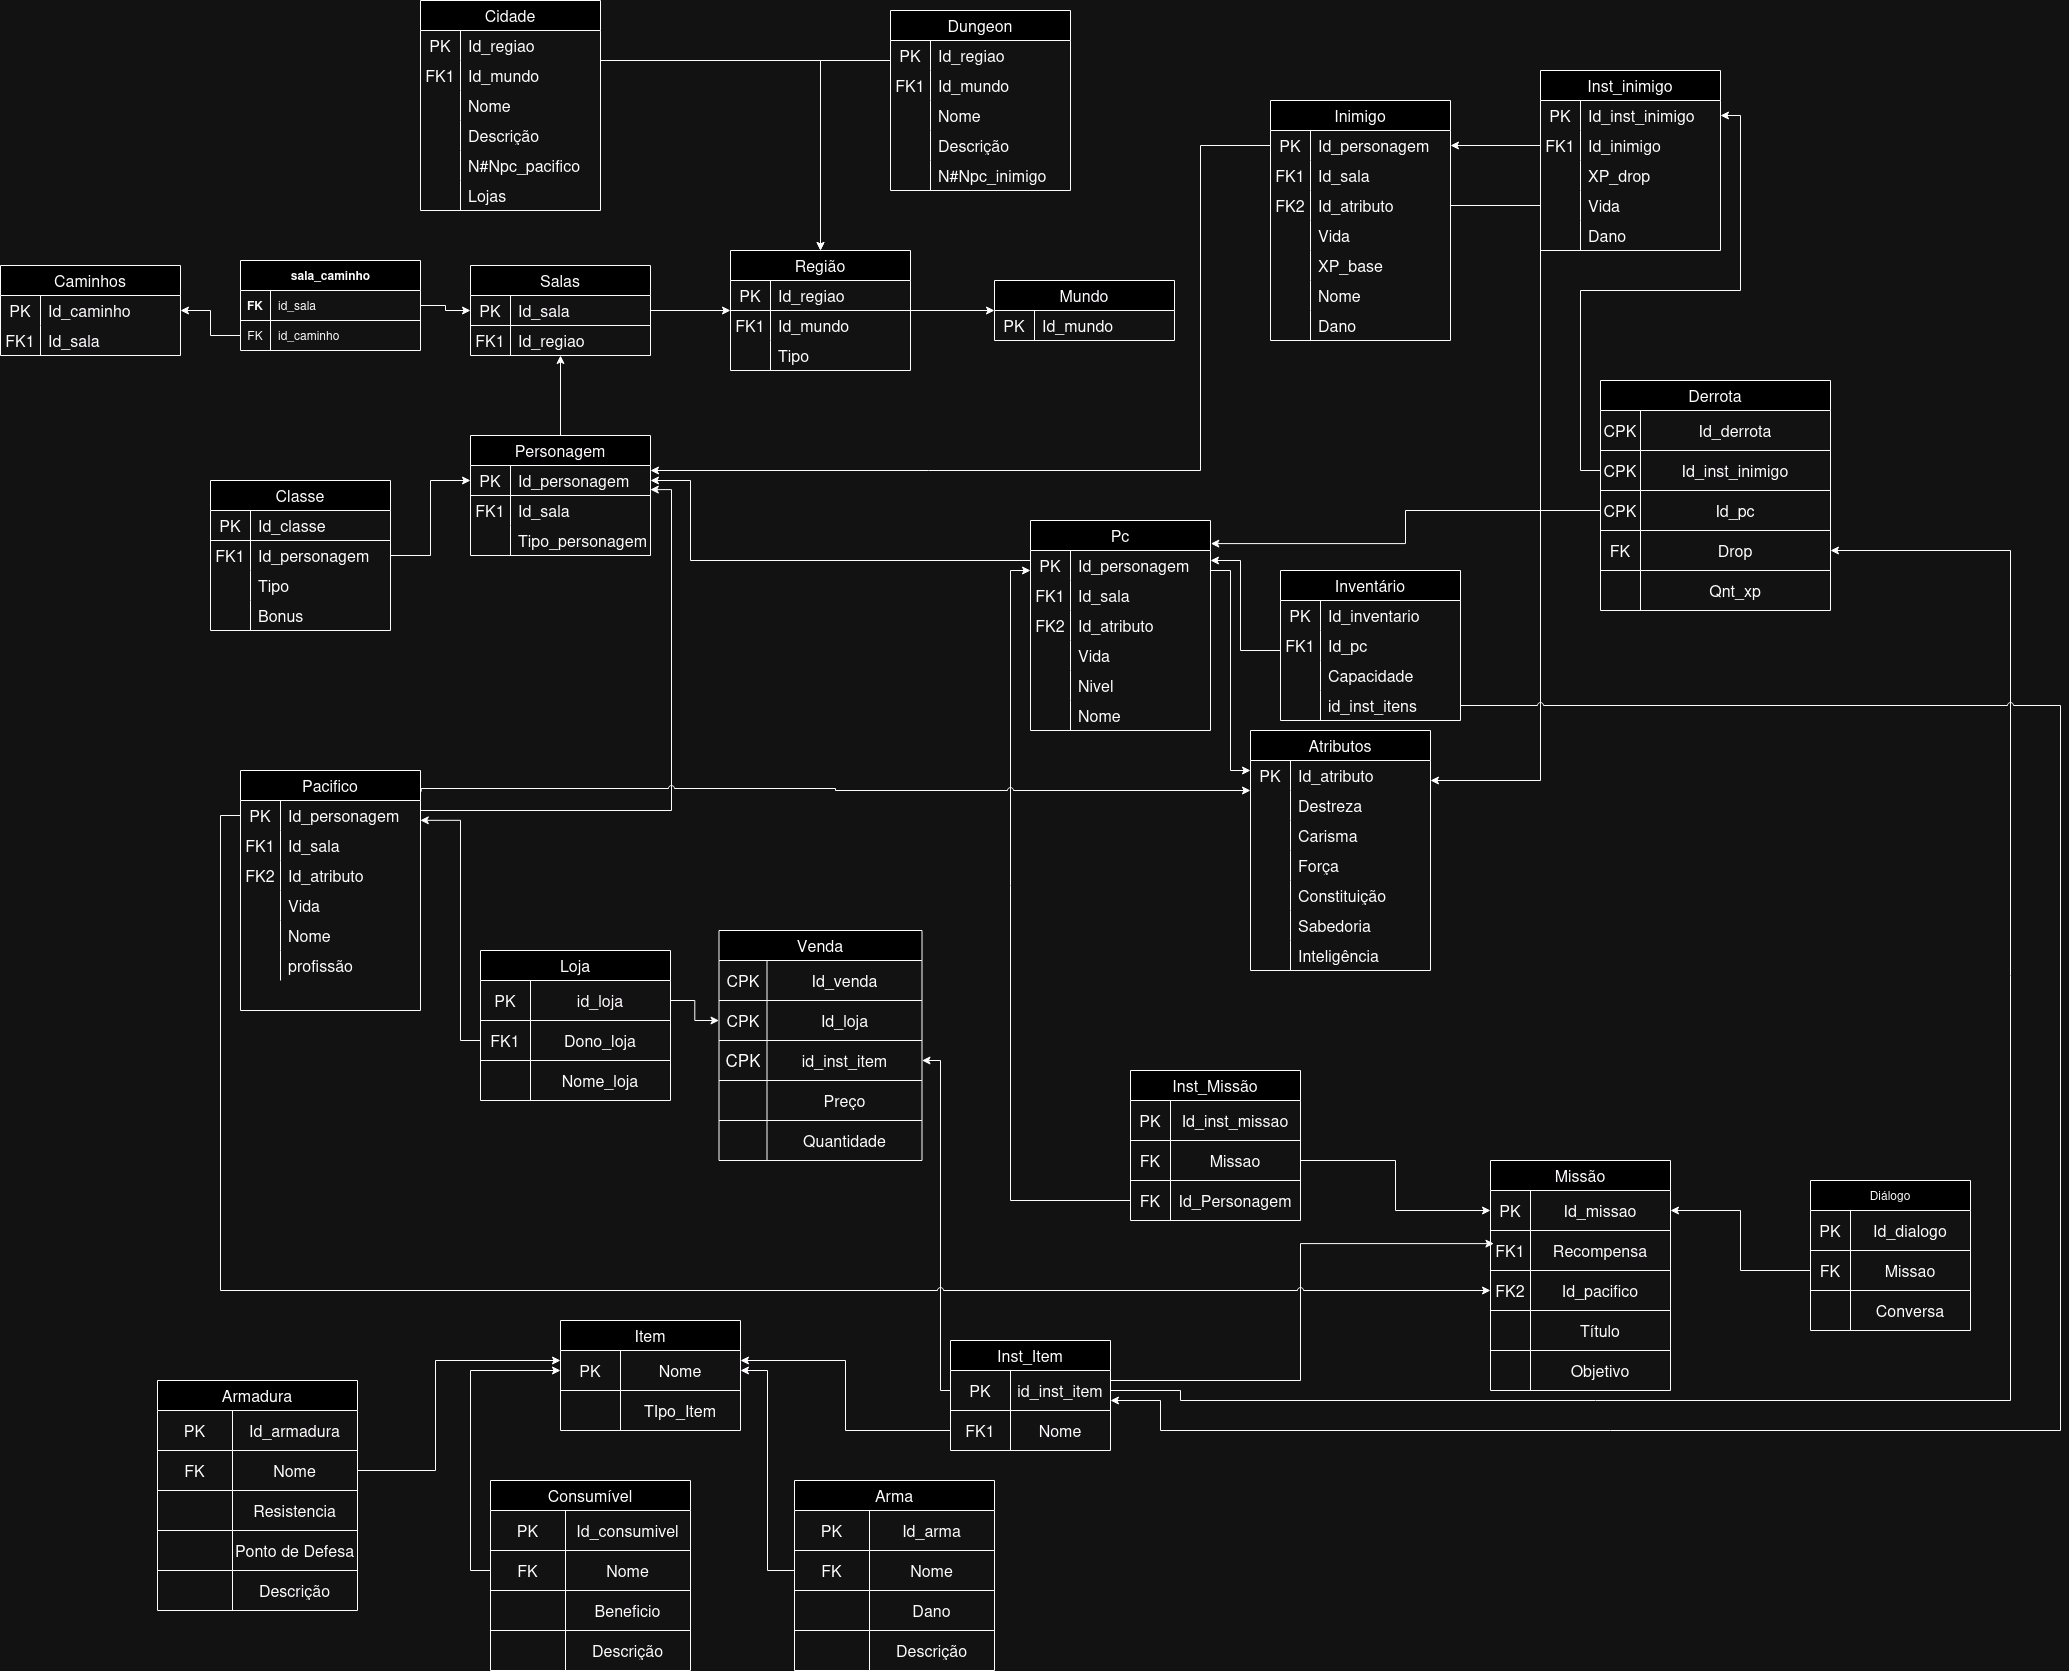 Cidade
PK Id_regiao
FK1 Id_mundo
Nome
Descrição
N#Npc_pacifico
Lojas
Dungeon
PK Id_regiao
FK1 Id_mundo
Nome
Descrição
N#Npc_inimigo
Inimigo
PK Id_personagem
FK1 Id_sala
FK2 Id_atributo
Vida
XP_base
Nome
Dano
Inst_inimigo
PK Id_inst_inimigo
FK1 Id_inimigo
XP_drop
Vida
Dano
Caminhos
PK Id_caminho
FK1 Id_sala
sala_caminho
FK id_sala
FK id_caminho
Salas
PK Id_sala
FK1 Id_regiao
Região
PK Id_regiao
FK1 Id_mundo
Tipo
Mundo
PK Id_mundo
Derrota
CPK Id_derrota
CPK Id_inst_inimigo
CPK Id_pc
FK Drop
Qnt_xp
Classe
PK Id_classe
FK1 Id_personagem
Tipo
Bonus
Personagem
PK Id_personagem
FK1 Id_sala
Tipo_personagem
Pc
PK Id_personagem
FK1 Id_sala
FK2 Id_atributo
Vida
Nivel
Nome
Inventário
PK Id_inventario
FK1 Id_pc
Capacidade
id_inst_itens
Atributos
PK Id_atributo
Destreza
Carisma
Força
Constituição
Sabedoria
Inteligência
Pacifico
PK Id_personagem
FK1 Id_sala
FK2 Id_atributo
Vida
Nome
profissão
Loja
PK id_loja
FK1 Dono_loja
Nome_loja
Venda
CPK Id_venda
CPK Id_loja
CPK id_inst_item
Preço
Quantidade
Inst_Missão
PK Id_inst_missao
FK Missao
FK Id_Personagem
Missão
PK Id_missao
FK1 Recompensa
FK2 Id_pacifico
Título
Objetivo
Diálogo
PK Id_dialogo
FK Missao
Conversa
Item
PK Nome
TIpo_Item
Inst_Item
PK id_inst_item
FK1 Nome
Armadura
PK Id_armadura
FK Nome
Resistencia
Ponto de Defesa
Descrição
Consumível
PK Id_consumivel
FK Nome
Beneficio
Descrição
Arma
PK Id_arma
FK Nome
Dano
Descrição